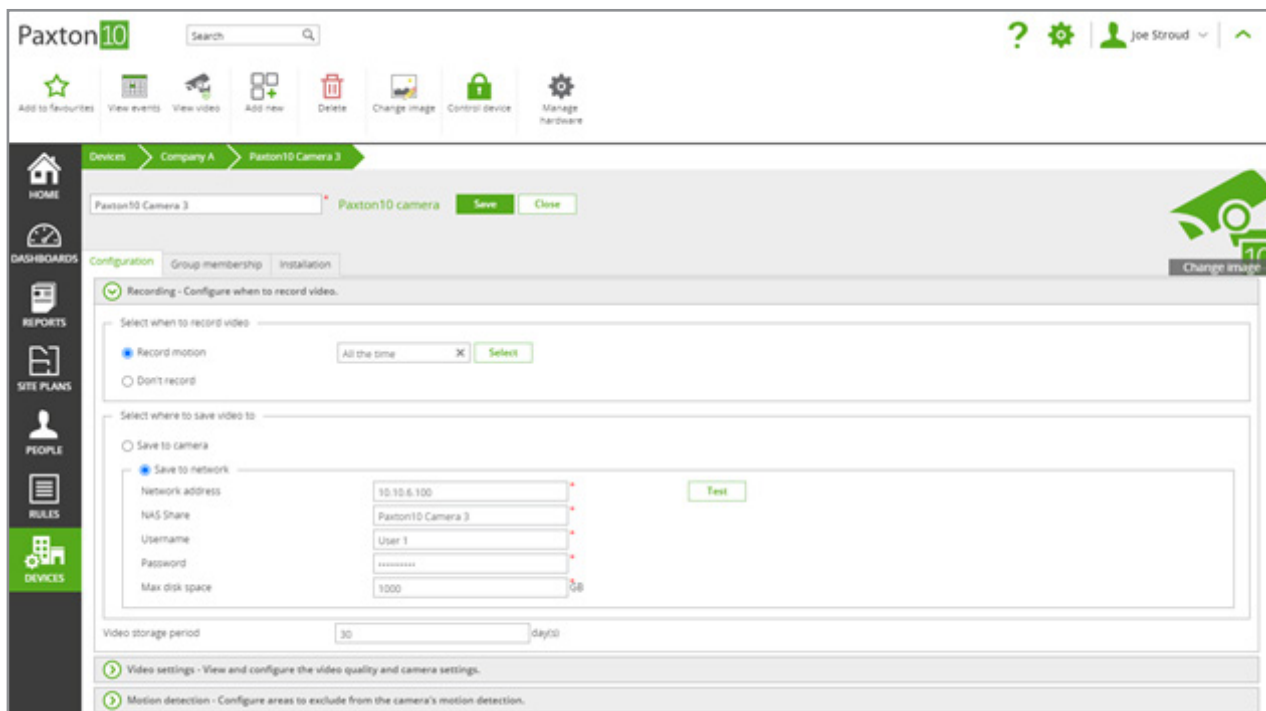 Paxton10
Search
Joe Stroud
Add to favourites
View events
View video
Add new
Delete
Change image
Control device
Manage hardware
HOME
DASHBOARDS
REPORTS
SITE PLANS
PEOPLE
RULES
DEVICES
Devices
Company A
Paxton10 Camera 3
Paxton10 Camera 3 * Paxton10 camera Save Close
10
Change image
Configuration Group membership Installation
Recording - Configure when to record video.
Select when to record video
Record motion All the time Select
Don't record
Select where to save video to
Save to camera
Save to network
Network address 10.10.6.100 * Test
NAS Share Paxton10 Camera 3 *
Username User 1 *
Password ********* *
Max disk space 1000 * GB
Video storage period 30 day(s)
Video settings - View and configure the video quality and camera settings.
Motion detection - Configure areas to exclude from the camera's motion detection.